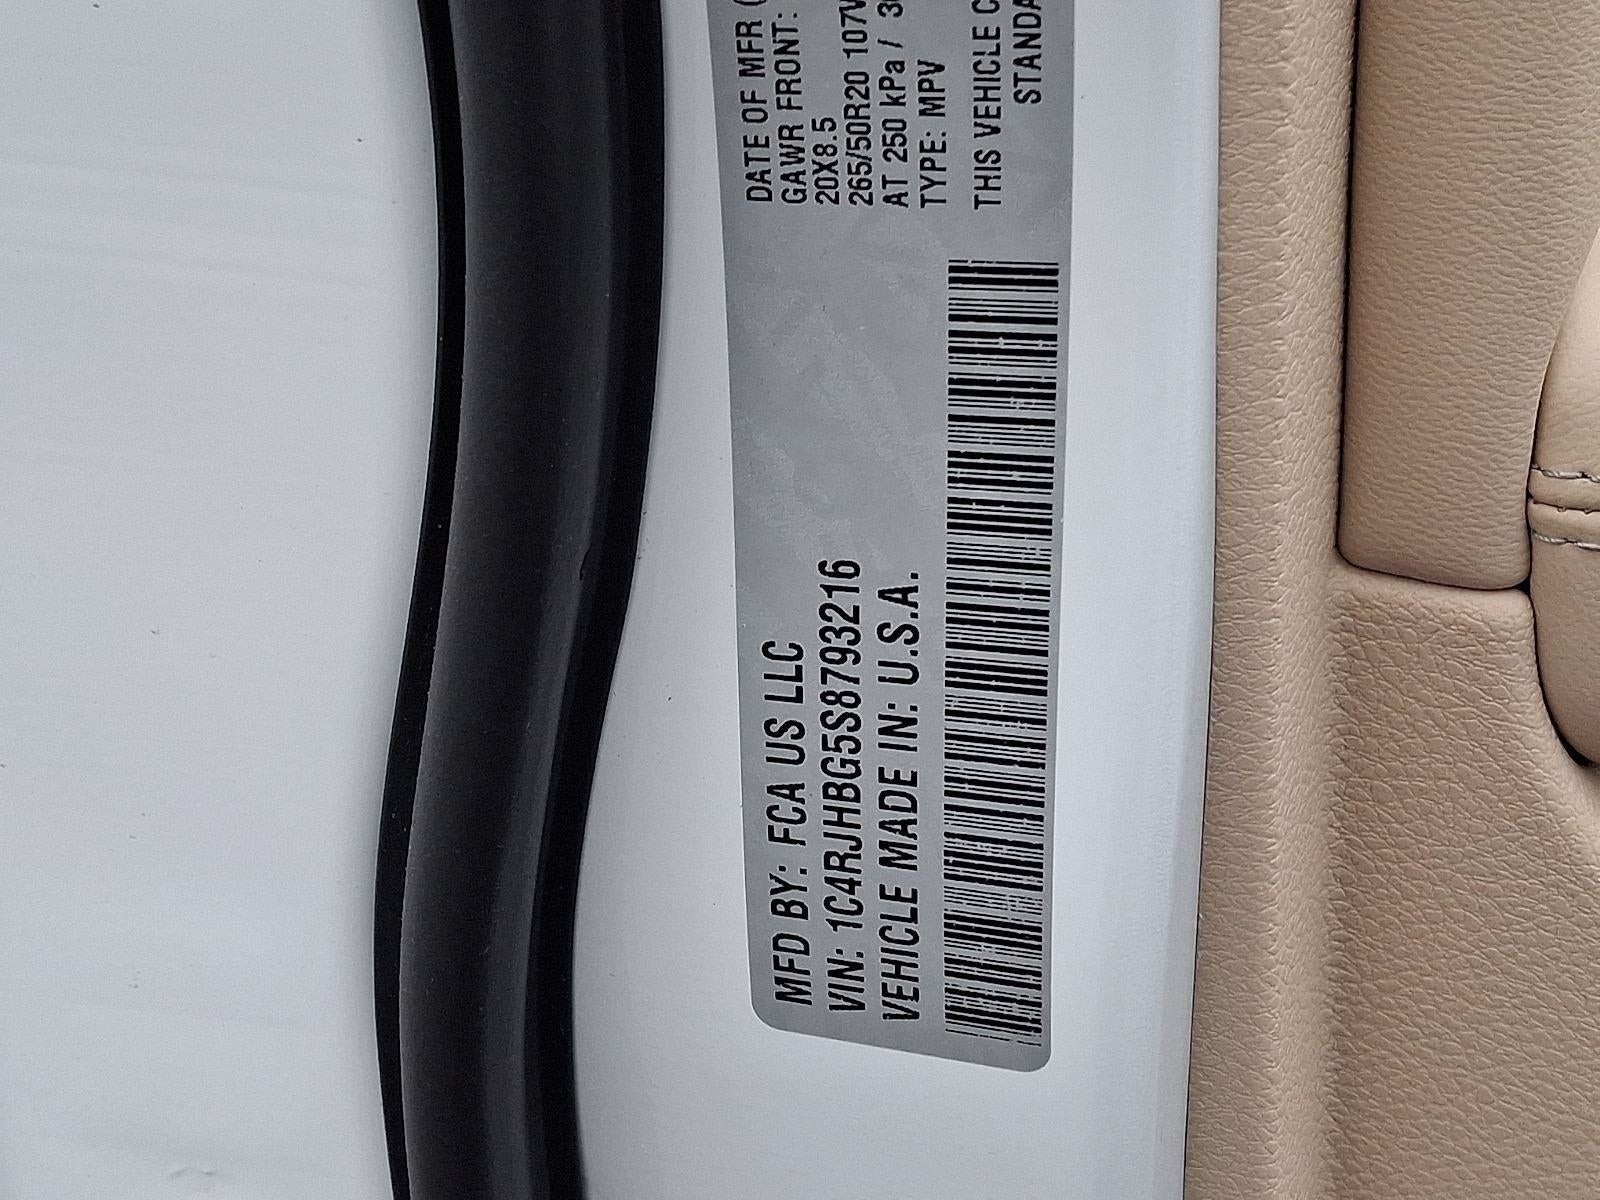 MFD BY: FCA US LLC
VIN: 1C4RJHBG5S8793216
VEHICLE MADE IN: U.S.A.
DATE OF MFR (
GAWR FRONT:
20X8.5
265/50R20 107V
AT 250 kPa /
TYPE: MPV
THIS VEHICLE C
STANDA